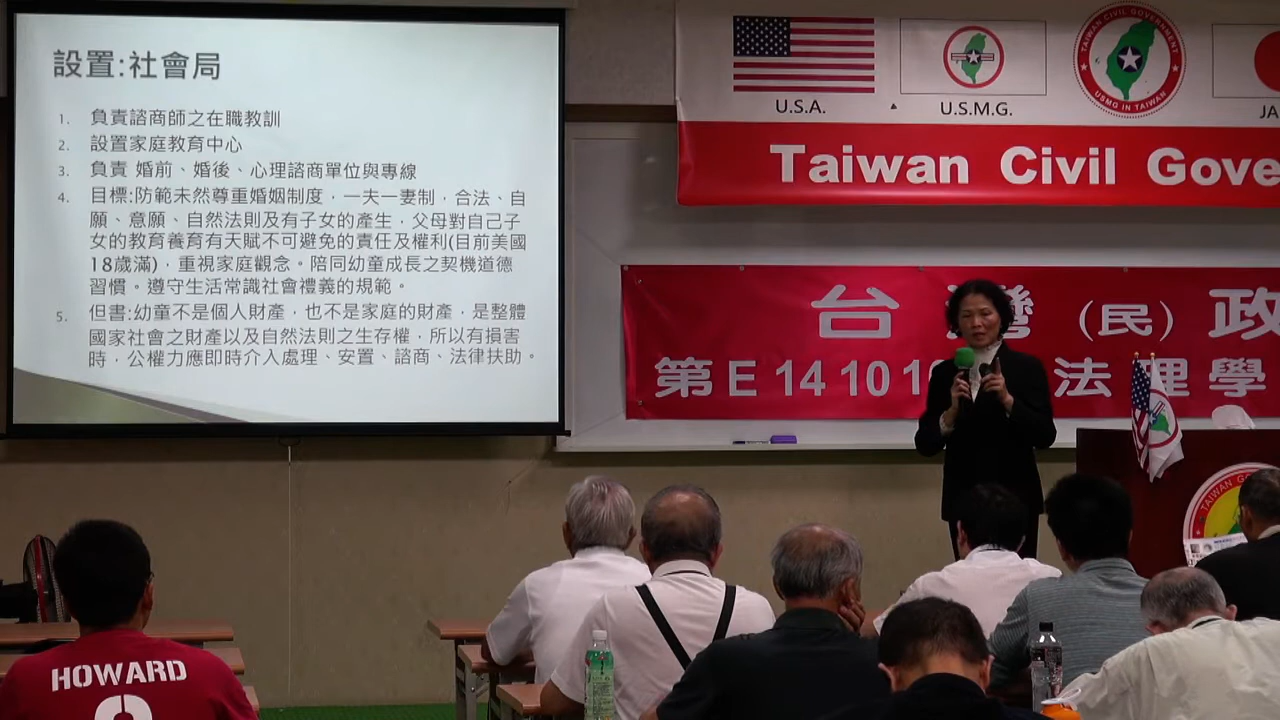 設置:社會局
1. 負責諮商師之在職教訓
2. 設置家庭教育中心
3. 負責 婚前、婚後、心理諮商單位與專線
4. 目標:防範未然尊重婚姻制度，一夫一妻制，合法、自
願、意願、自然法則及有子女的產生，父母對自己子
女的教育養育有天賦不可避免的責任及權利(目前美國
18歲滿)，重視家庭觀念。陪同幼童成長之契機道德
習慣。遵守生活常識社會禮義的規範。
5. 但書:幼童不是個人財產，也不是家庭的財產，是整體
國家社會之財產以及自然法則之生存權，所以有損害
時，公權力應即時介入處理、安置、諮商、法律扶助。
U.S.A.
U.S.M.G.
TAIWAN CIVIL GOVERNMENT
USMG IN TAIWAN
JA
Taiwan Civil Gove
台灣(民)政
第E14101 法理學
TAIWAN GO
HOWARD